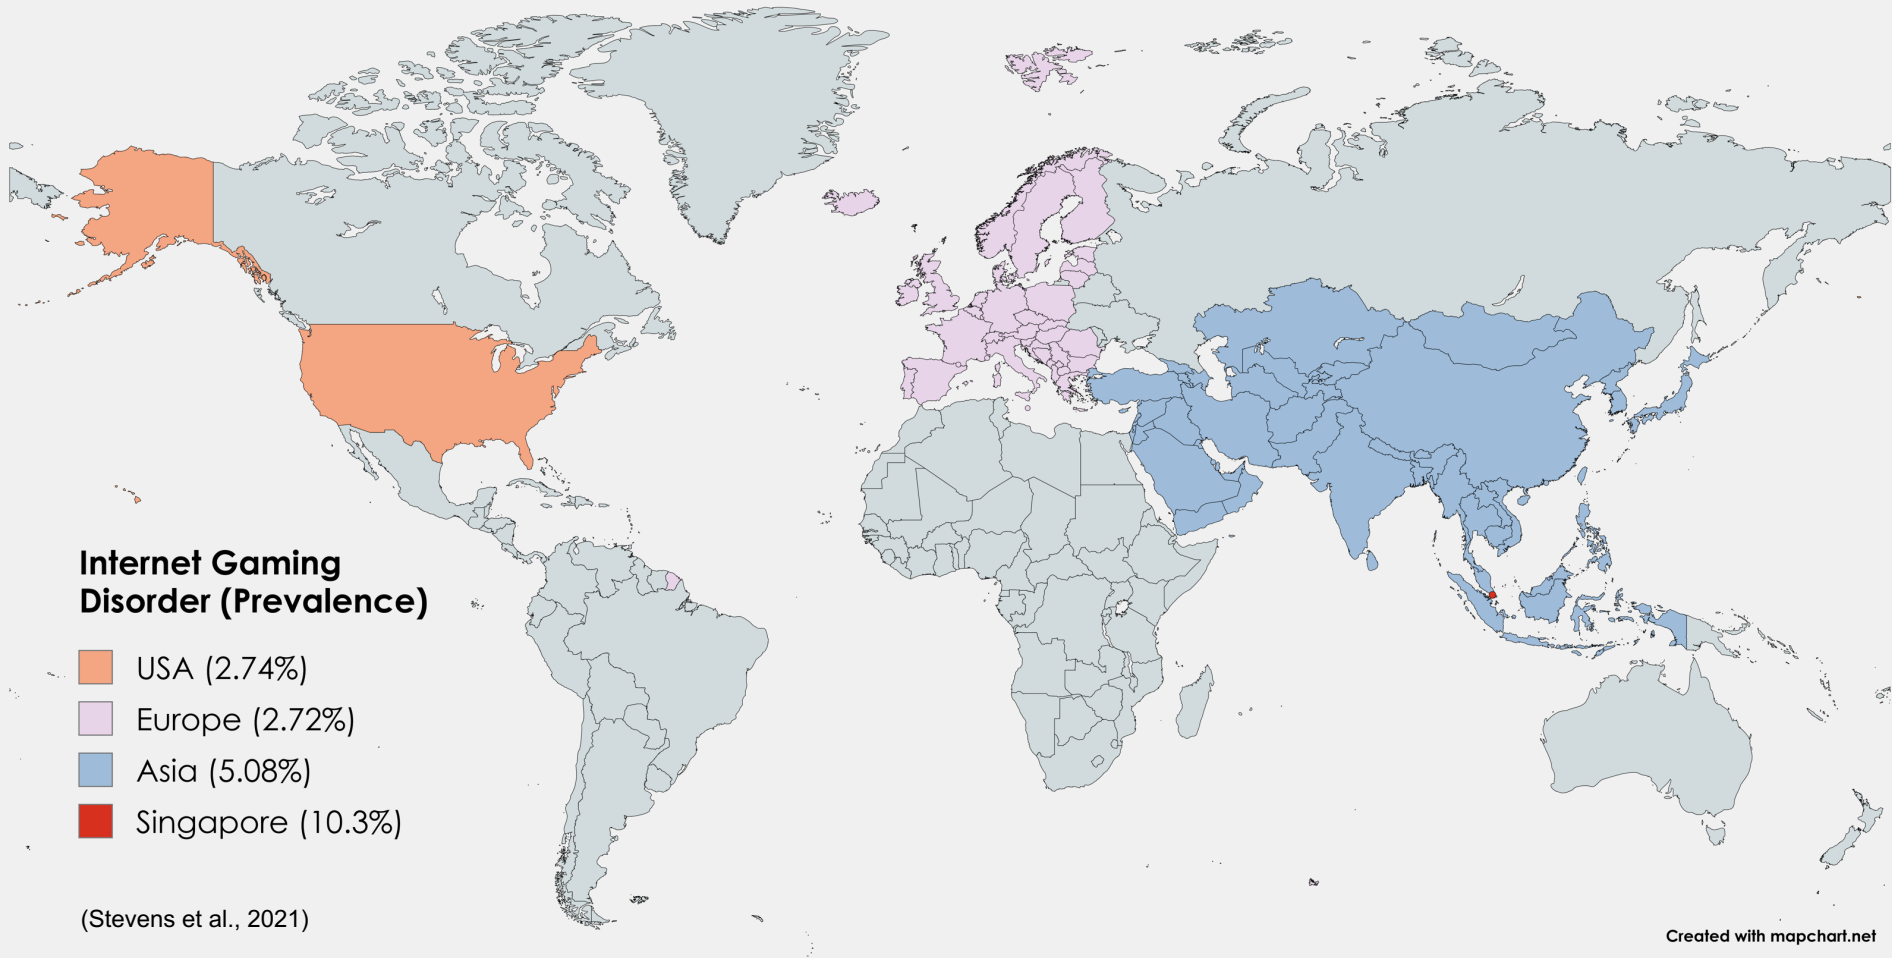 Internet Gaming
Disorder (Prevalence)
USA (2.74%)
Europe (2.72%)
Asia (5.08%)
Singapore (10.3%)
(Stevens et al., 2021)
Created with mapchart.net